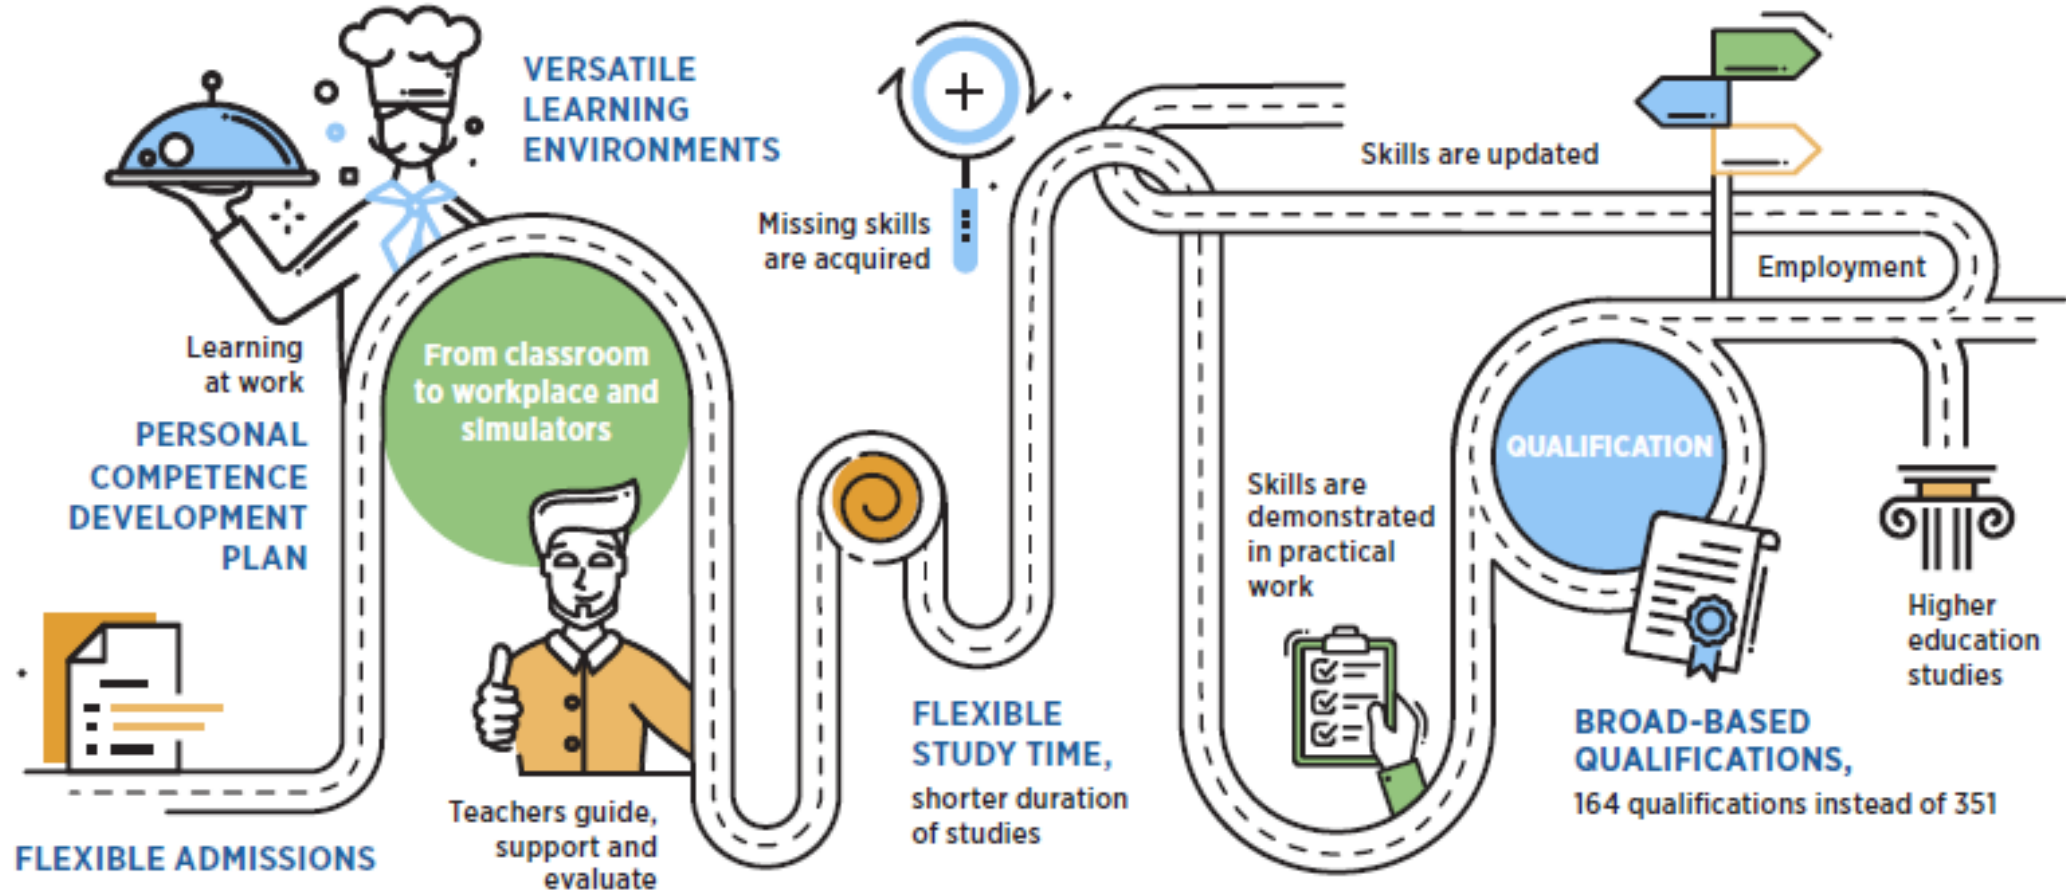 VERSATILE
LEARNING
ENVIRONMENTS
Learning
at work
PERSONAL
COMPETENCE
DEVELOPMENT
PLAN
FLEXIBLE ADMISSIONS
From classroom
to workplace and
simulators
Teachers guide,
support and
evaluate
Missing skills
are acquired
FLEXIBLE
STUDY TIME,
shorter duration
of studies
Skills are updated
Employment
Skills are
demonstrated
in practical
work
QUALIFICATION
BROAD-BASED
QUALIFICATIONS,
164 qualifications instead of 351
Higher
education
studies